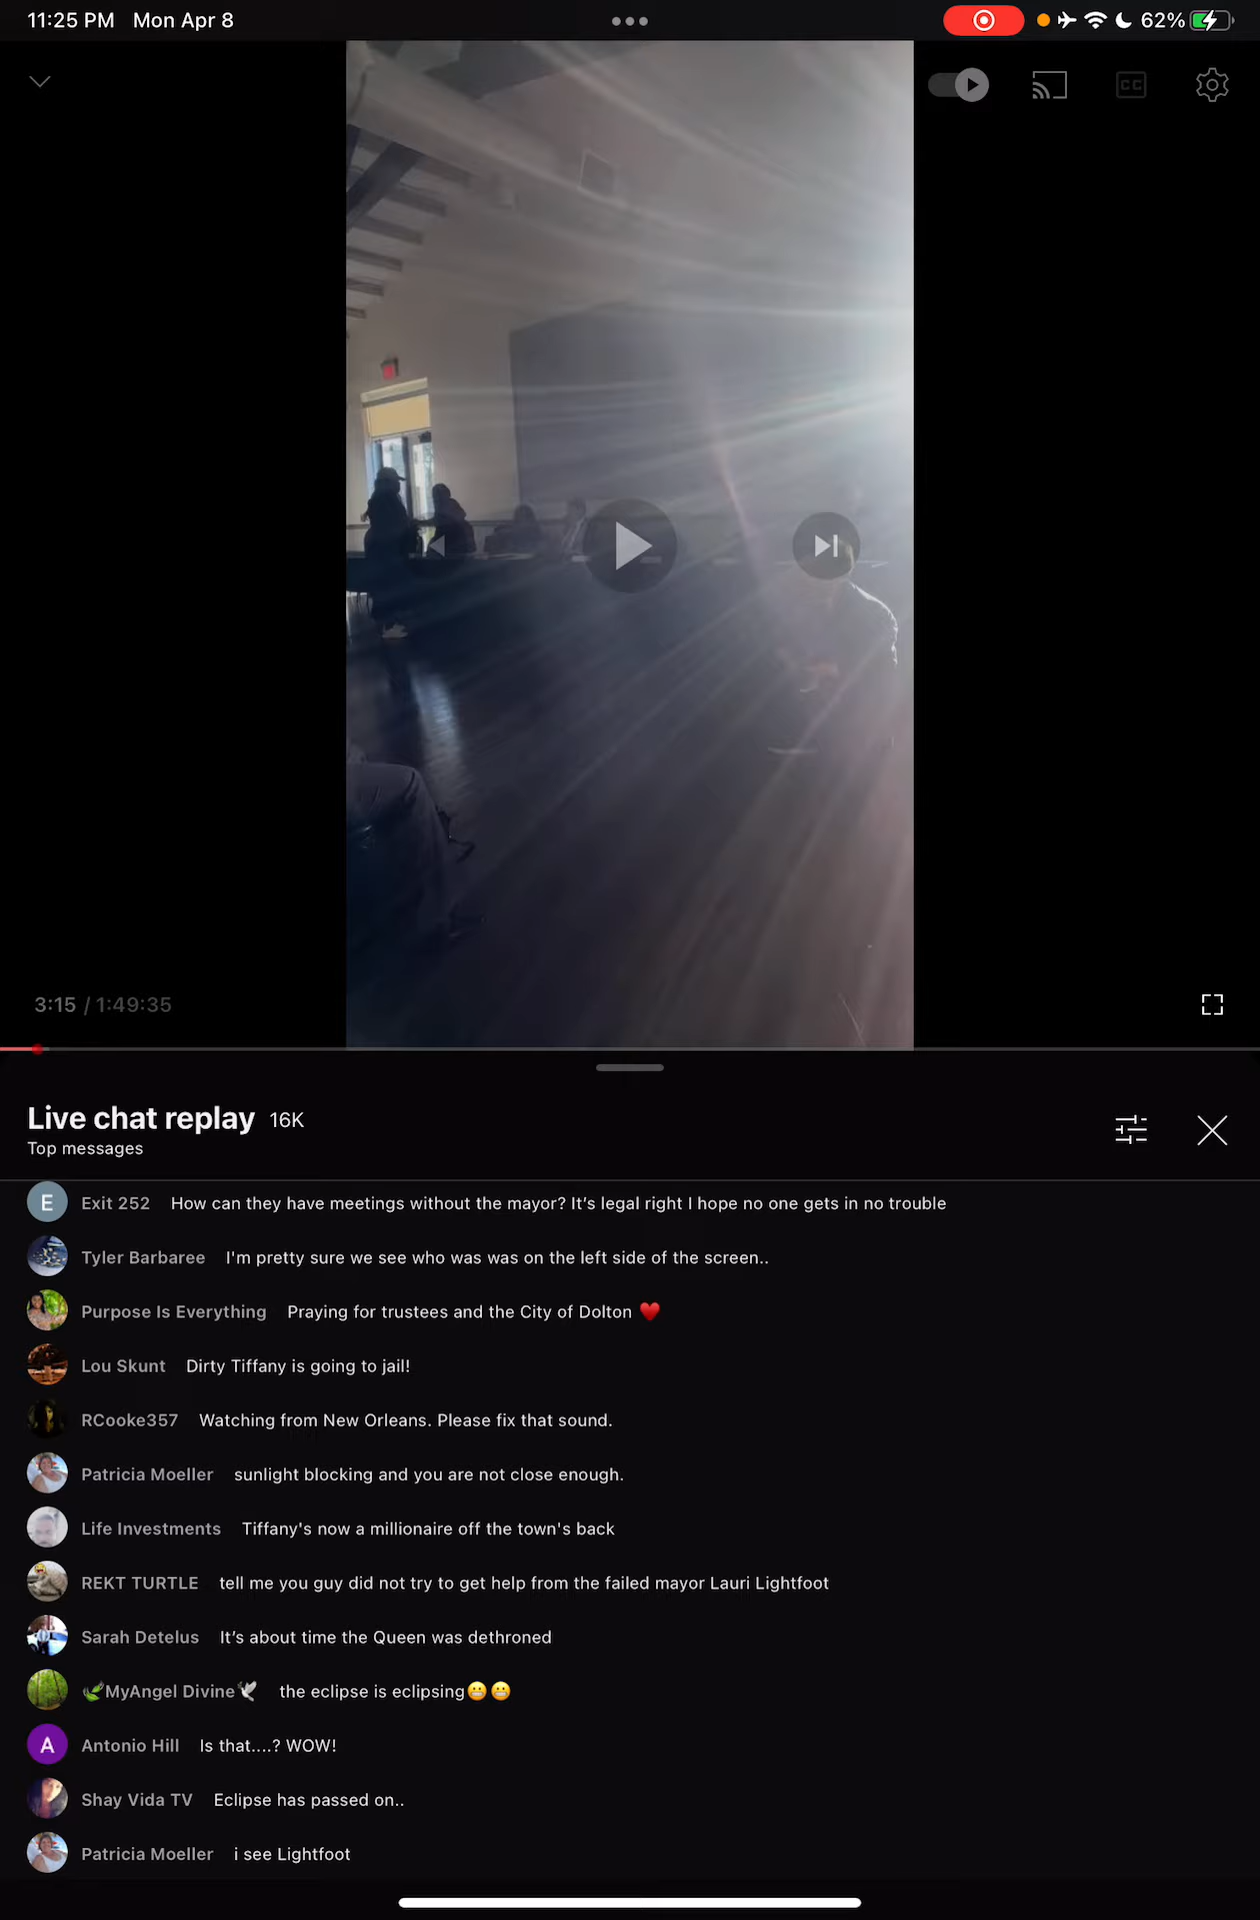 11:25 PM Mon Apr 8
62%
CC
3:15 / 1:49:35
Live chat replay 16K
Top messages
E Exit 252 How can they have meetings without the mayor? It’s legal right I hope no one gets in no trouble
Tyler Barbaree I'm pretty sure we see who was was on the left side of the screen..
Purpose Is Everything Praying for trustees and the City of Dolton ❤️
Lou Skunt Dirty Tiffany is going to jail!
RCooke357 Watching from New Orleans. Please fix that sound.
Patricia Moeller sunlight blocking and you are not close enough.
Life Investments Tiffany's now a millionaire off the town's back
REKT TURTLE tell me you guy did not try to get help from the failed mayor Lauri Lightfoot
Sarah Detelus It’s about time the Queen was dethroned
🌿MyAngel Divine🕊 the eclipse is eclipsing😬😬
A Antonio Hill Is that....? WOW!
Shay Vida TV Eclipse has passed on..
Patricia Moeller i see Lightfoot